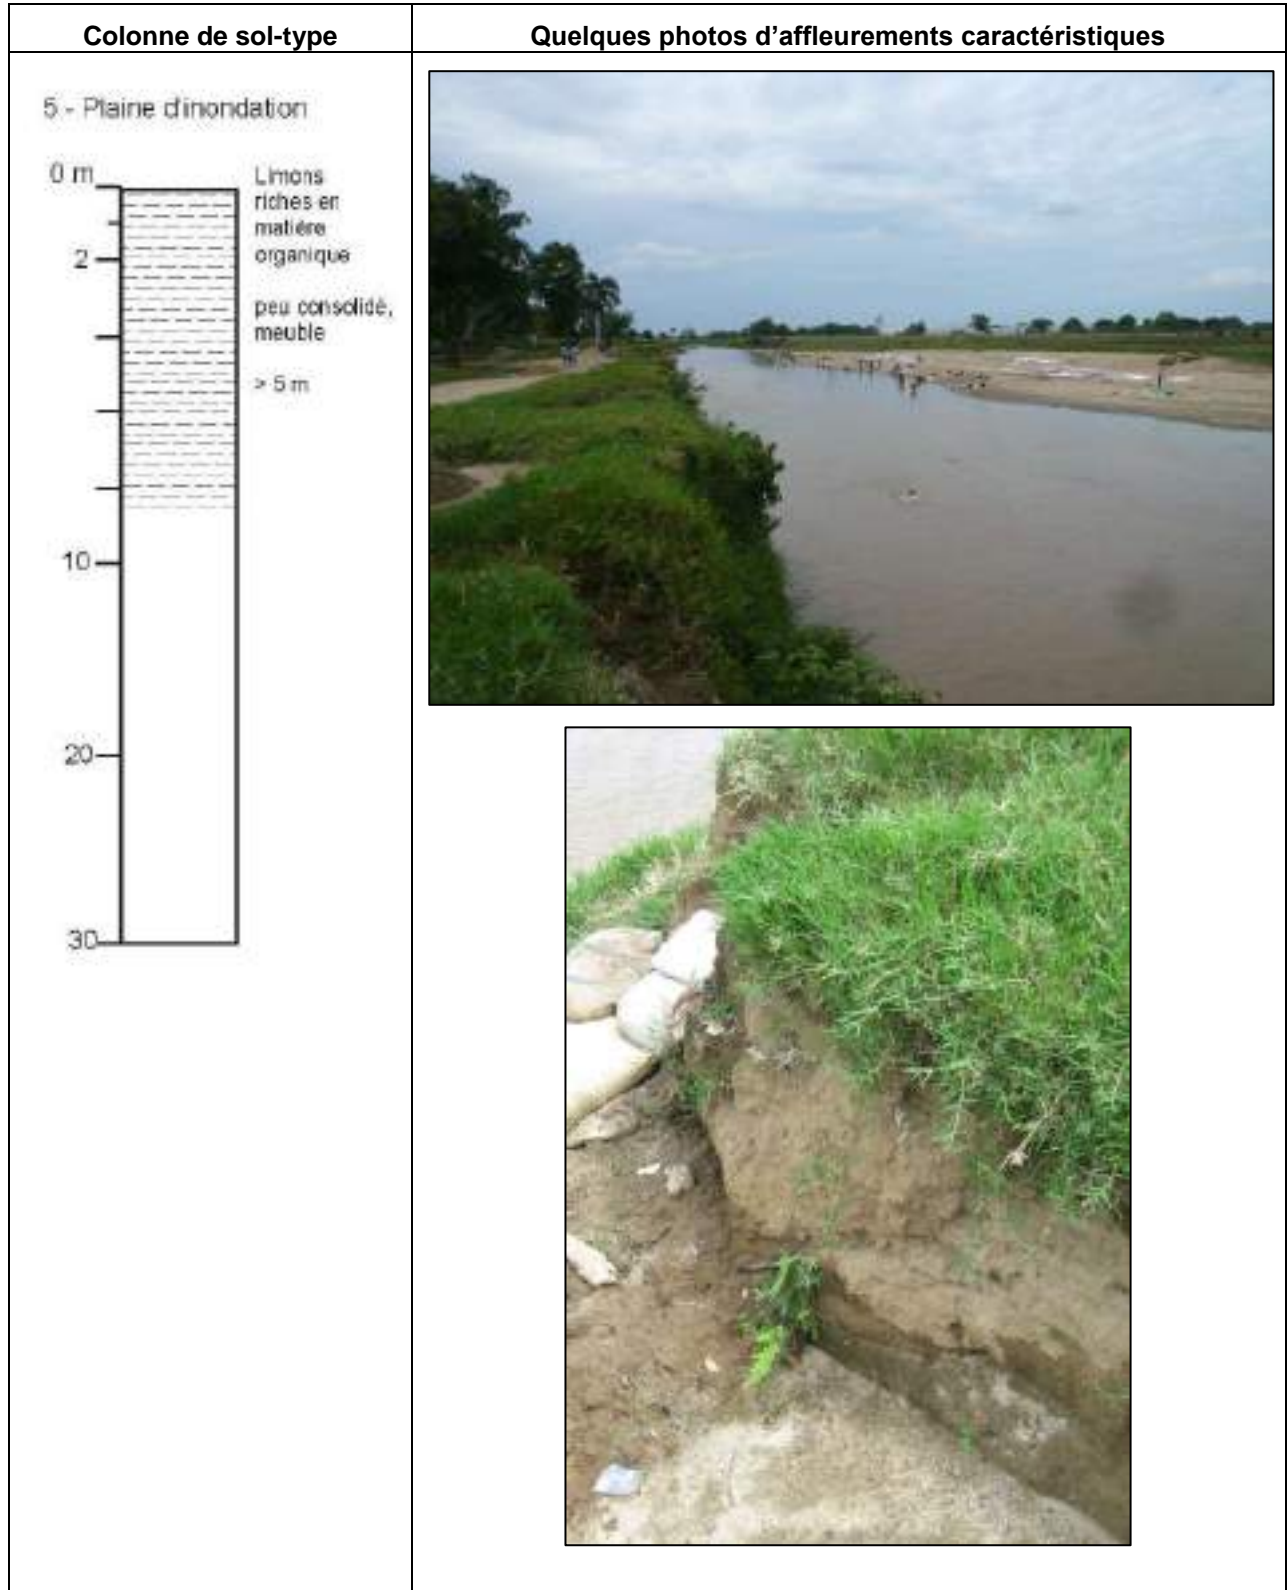 Colonne de sol-type
Quelques photos d’affleurements caractéristiques
5 - Plaine d'inondation
0 m
2
10
20
30
Limons
riches en
matière
organique
peu consolidé,
meuble
> 5 m